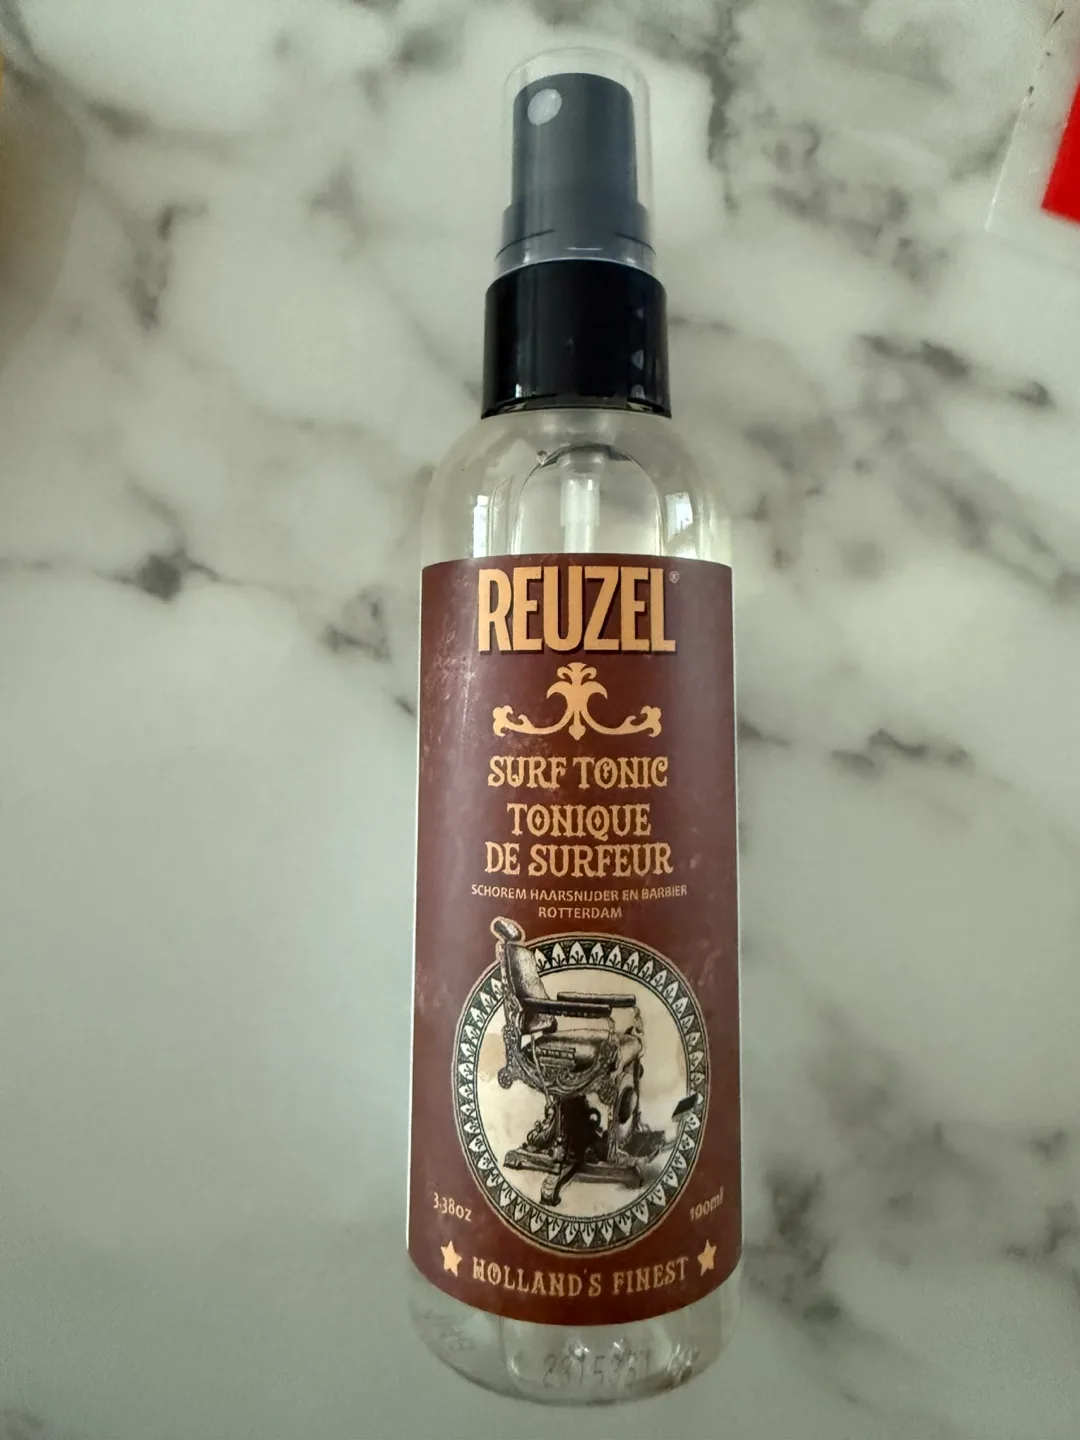 REUZEL®
SURF TONIC
TONIQUE
DE SURFEUR
SCHOREM HAARSNIJDER EN BARBIER
ROTTERDAM
3.38oz 100ml
HOLLAND'S FINEST